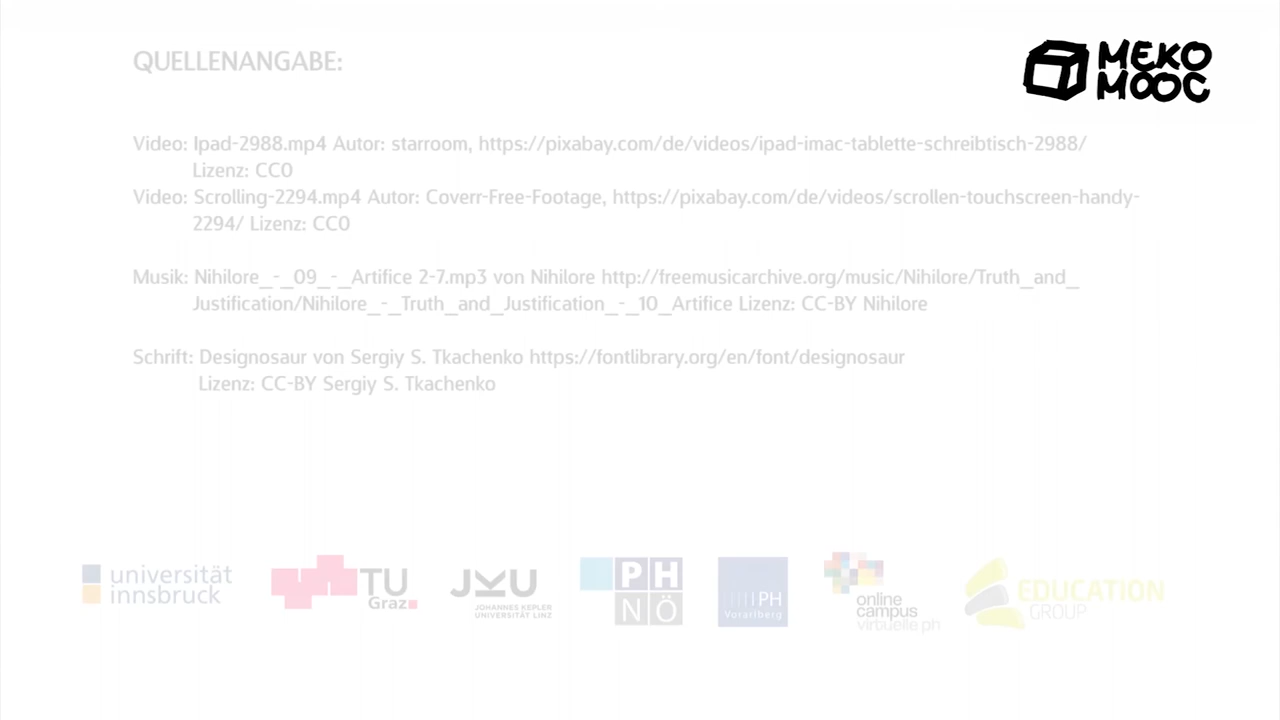 QUELLENANGABE:
MEKO
MOOC
Video: Ipad-2988.mp4 Autor: starroom, https://pixabay.com/de/videos/ipad-imac-tablette-schreibtisch-2988/
Lizenz: CC0
Video: Scrolling-2294.mp4 Autor: Coverr-Free-Footage, https://pixabay.com/de/videos/scrollen-touchscreen-handy-
2294/ Lizenz: CC0
Musik: Nihilore_-_09_-_Artifice 2-7.mp3 von Nihilore http://freemusicarchive.org/music/Nihilore/Truth_and_
Justification/Nihilore_-_Truth_and_Justification_-_10_Artifice Lizenz: CC-BY Nihilore
Schrift: Designosaur von Sergiy S. Tkachenko https://fontlibrary.org/en/font/designosaur
Lizenz: CC-BY Sergiy S. Tkachenko
universität
innsbruck
TU
Graz
JKU
JOHANNES KEPLER
UNIVERSITÄT LINZ
PH
NÖ
PH
Vorarlberg
online
campus
virtuelle ph
EDUCATION
GROUP